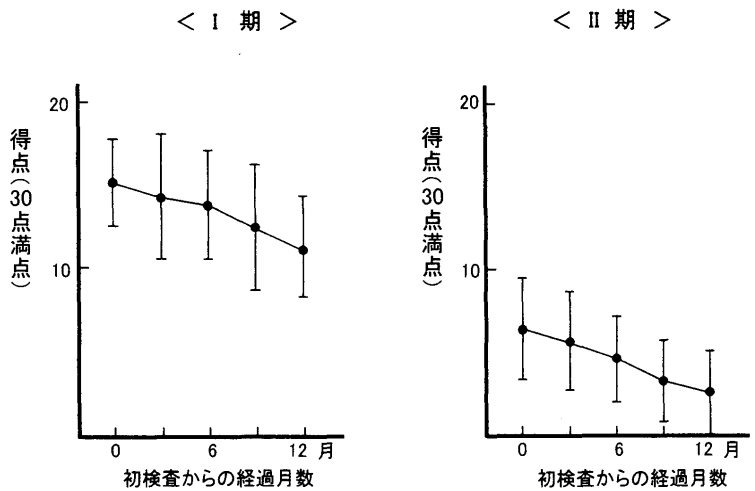 ＜ I 期 ＞
20
10
得点（30点満点）
0 6 12 月
初検査からの経過月数
＜ II 期 ＞
20
10
得点（30点満点）
0 6 12 月
初検査からの経過月数